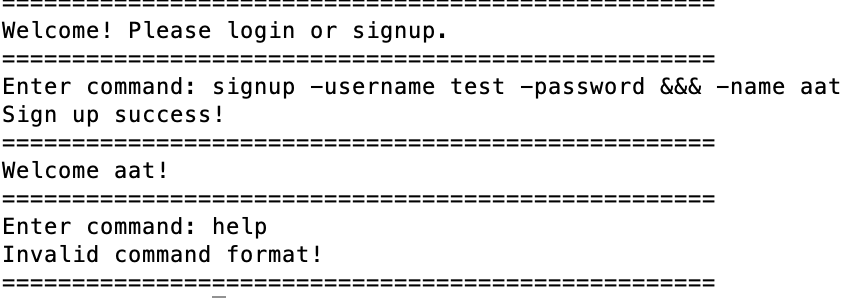 ===================================================
Welcome! Please login or signup.
===================================================
Enter command: signup -username test -password &&& -name aat
Sign up success!
===================================================
Welcome aat!
===================================================
Enter command: help
Invalid command format!
===================================================